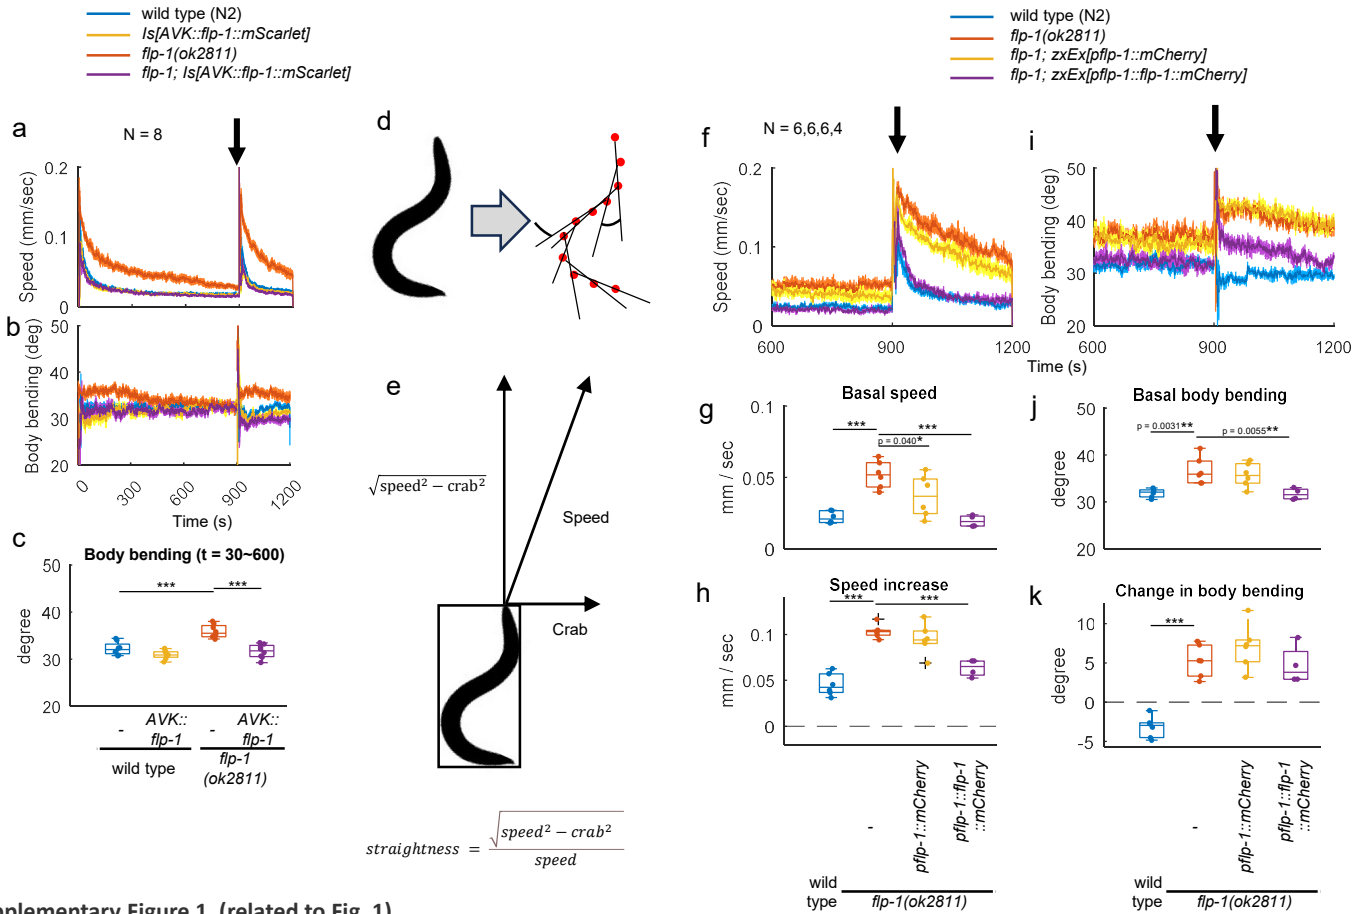 wild type (N2)
Is[AVK::flp-1::mScarlet]
flp-1(ok2811)
flp-1; Is[AVK::flp-1::mScarlet]
wild type (N2)
flp-1(ok2811)
flp-1; zxEx[pflp-1::mCherry]
flp-1; zxEx[pflp-1::flp-1::mCherry]
a
N = 8
Speed (mm/sec)
0.2
0.1
0
b
Body bending (deg)
50
40
30
20
0 300 600 900 1200
Time (s)
c
Body bending (t = 30~600)
degree
50
40
30
20
***
***
- AVK:: flp-1 - AVK:: flp-1
wild type flp-1 (ok2811)
d
e
√speed² − crab²
Speed
Crab
straightness = √speed² − crab² / speed
f
N = 6,6,6,4
Speed (mm/sec)
0.2
0.1
0
600 900 1200
i
Body bending (deg)
50
40
30
20
600 900 1200
Time (s)
g
Basal speed
mm / sec
0.1
0.05
0
***
***
p = 0.040*
j
Basal body bending
degree
50
40
30
20
p = 0.0031**
p = 0.0055**
h
Speed increase
mm / sec
0.1
0.05
0
***
***
- pflp-1::mCherry pflp-1::flp-1 ::mCherry
wild type flp-1(ok2811)
k
Change in body bending
degree
10
5
0
-5
***
- pflp-1::mCherry pflp-1::flp-1 ::mCherry
wild type flp-1(ok2811)
plementary Figure 1. (related to Fig. 1)